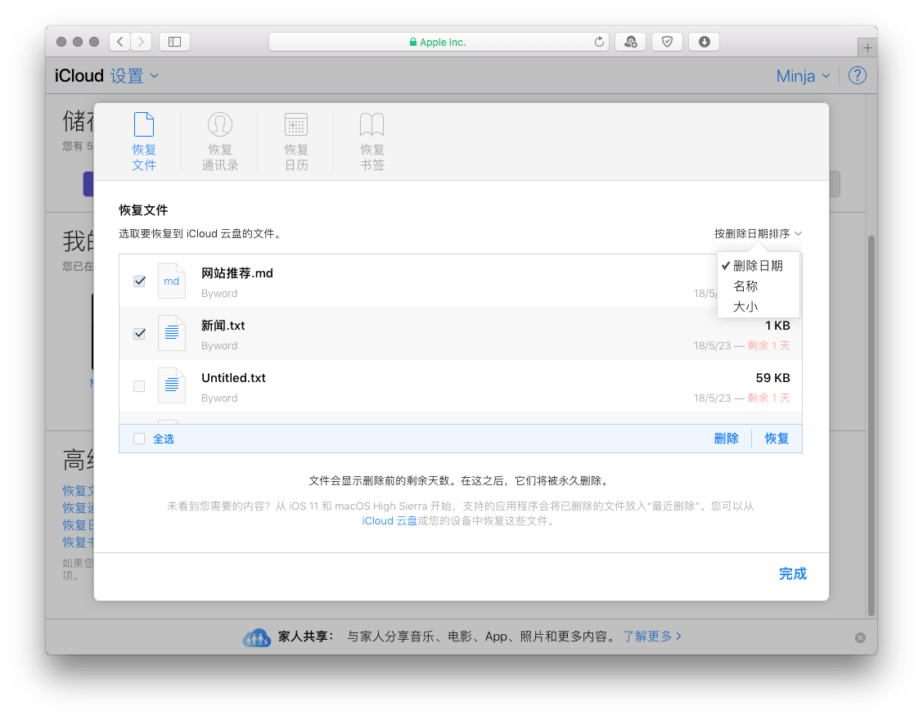 Apple Inc.
iCloud 设置
Minja
恢复
文件
恢复
通讯录
恢复
日历
恢复
书签
您有 5
我的
您已在
恢复文件
选取要恢复到 iCloud 云盘的文件。
按删除日期排序
✓删除日期
名称
大小
md
网站推荐.md
Byword
18/5/
新闻.txt
1 KB
Byword
18/5/23 — 剩余 1 天
Untitled.txt
59 KB
Byword
18/5/23 — 剩余 1 天
全选
删除
恢复
文件会显示删除前的剩余天数。在这之后，它们将被永久删除。
未看到您需要的内容？从 iOS 11 和 macOS High Sierra 开始，支持的应用程序会将已删除的文件放入“最近删除”。您可以从
iCloud 云盘或您的设备中恢复这些文件。
恢复
恢复
恢复
恢复
如果您
项。
完成
家人共享： 与家人分享音乐、电影、App、照片和更多内容。 了解更多 >